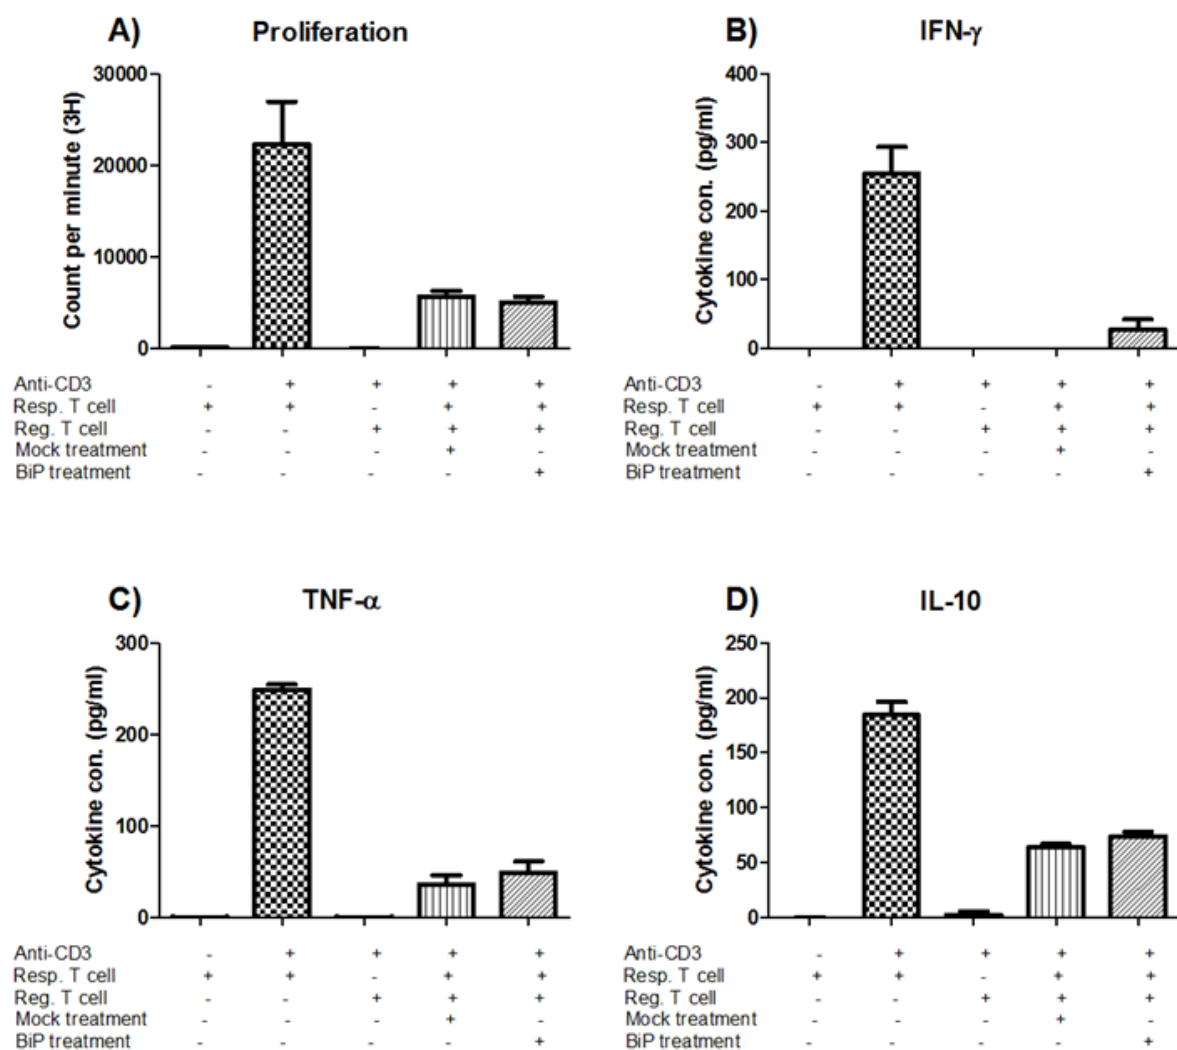 A) Proliferation
Count per minute (3H)
30000
20000
10000
0
Anti-CD3 - + + + +
Resp. T cell + + - + +
Reg. T cell - - + + +
Mock treatment - - - + -
BiP treatment - - - - +
B) IFN-γ
Cytokine con. (pg/ml)
400
300
200
100
0
Anti-CD3 - + + + +
Resp. T cell + + - + +
Reg. T cell - - + + +
Mock treatment - - - + -
BiP treatment - - - - +
C) TNF-α
Cytokine con. (pg/ml)
300
200
100
0
Anti-CD3 - + + + +
Resp. T cell + + - + +
Reg. T cell - - + + +
Mock treatment - - - + -
BiP treatment - - - - +
D) IL-10
Cytokine con. (pg/ml)
250
200
150
100
50
0
Anti-CD3 - + + + +
Resp. T cell + + - + +
Reg. T cell - - + + +
Mock treatment - - - + -
BiP treatment - - - - +